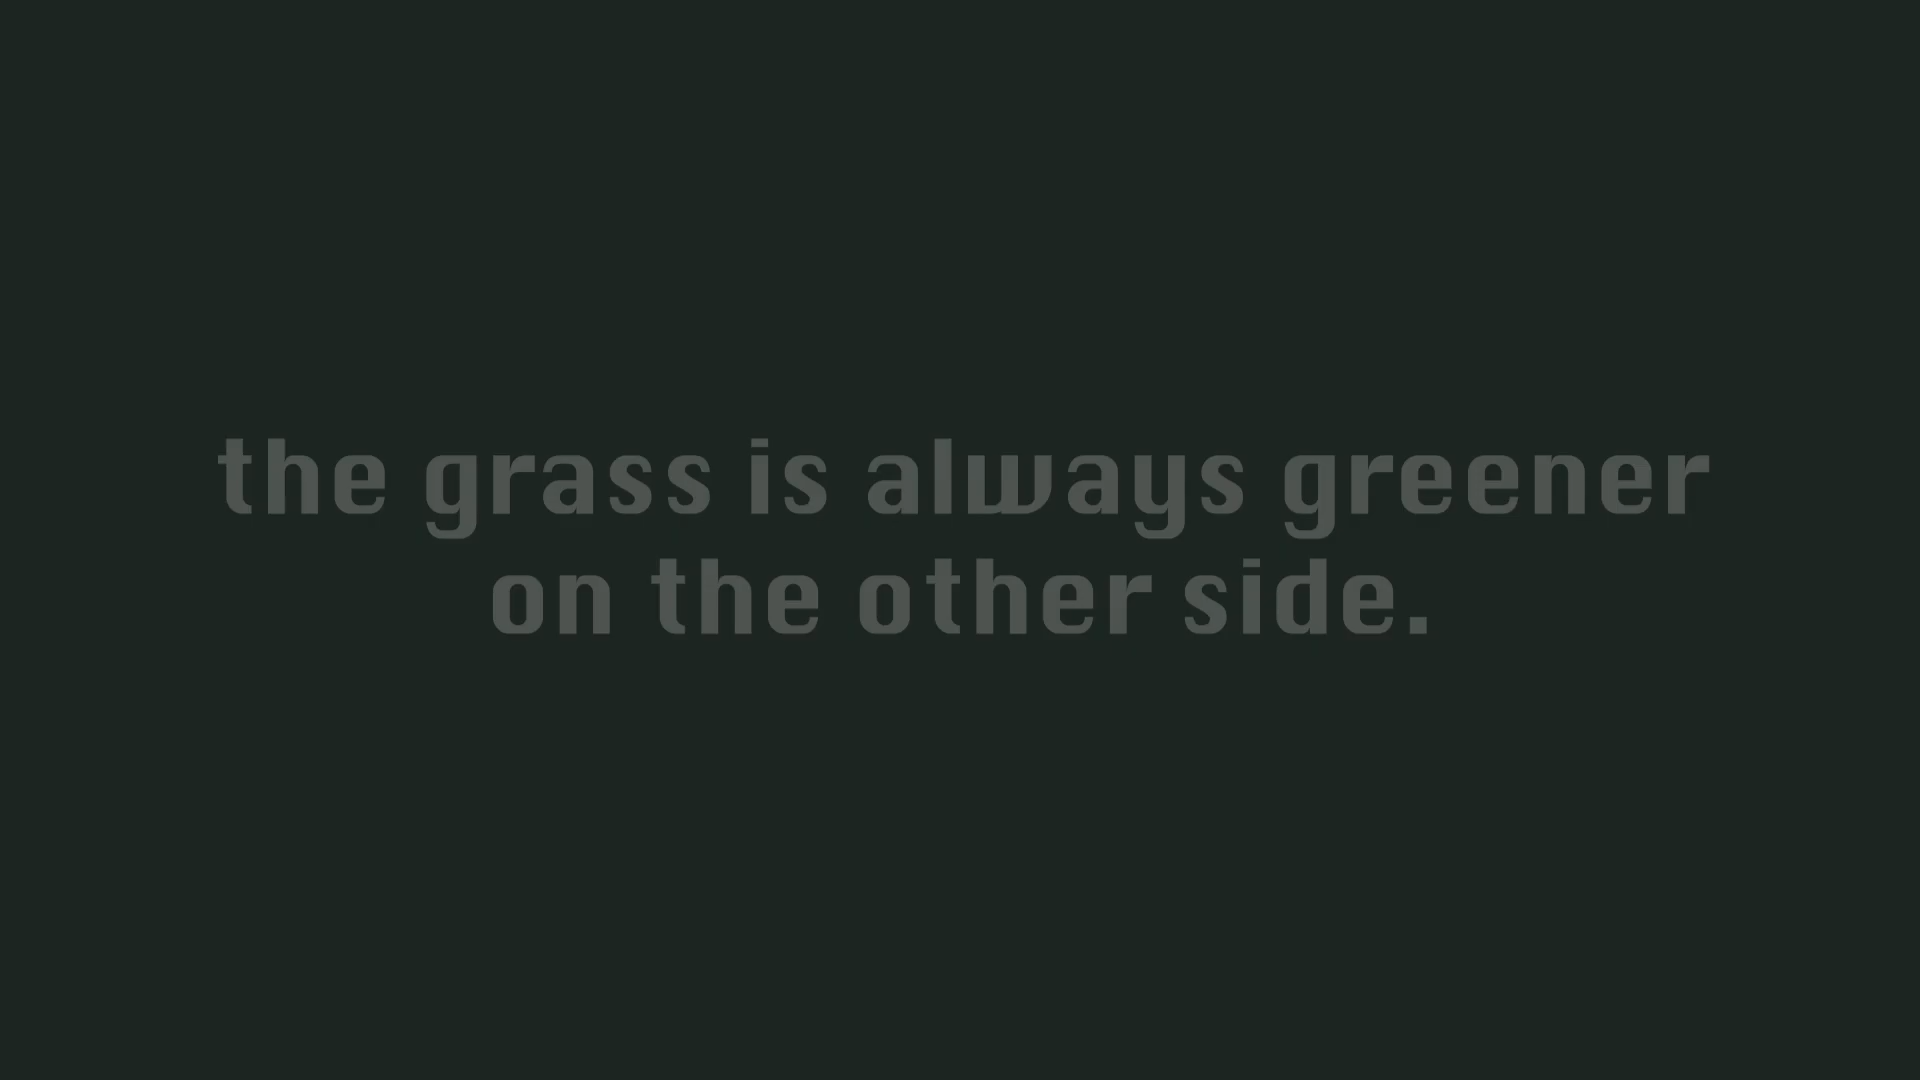 the grass is always greener
on the other side.